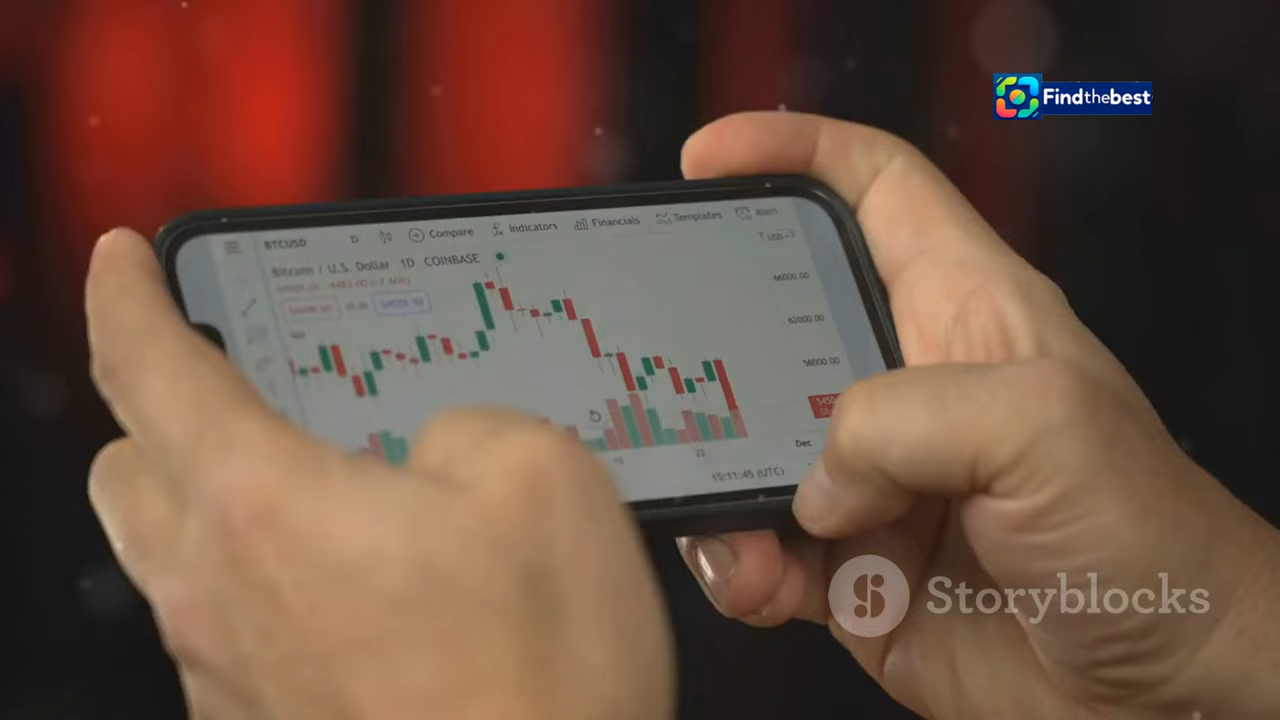 Findthebest
BTCUSD D Compare Indicators Financials Templates Alert
Bitcoin / U.S. Dollar 1D COINBASE
66000.00
62000.00
58000.00
Dec
22
15:11:45 (UTC)
Storyblocks